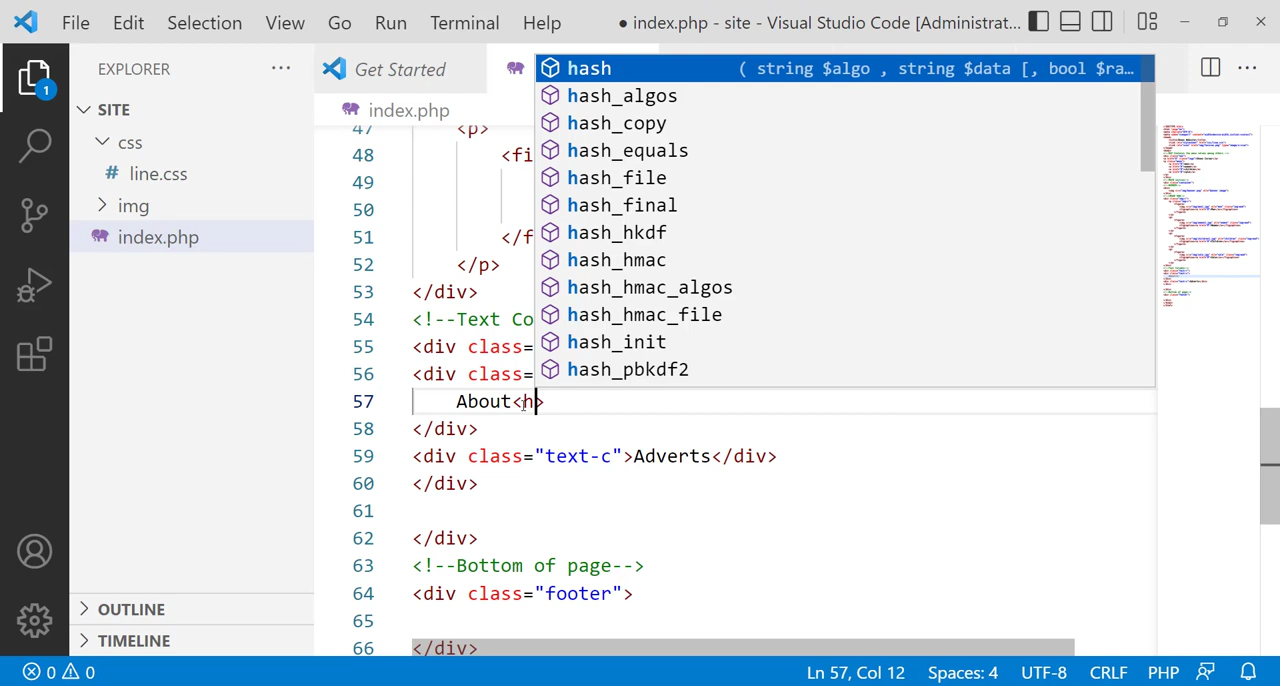 File Edit Selection View Go Run Terminal Help ● index.php - site - Visual Studio Code [Administrat...
EXPLORER ...
Get Started
1
SITE
index.php
css
line.css
img
index.php
hash ( string $algo , string $data [, bool $ra...
hash_algos
hash_copy
hash_equals
hash_file
hash_final
hash_hkdf
hash_hmac
hash_hmac_algos
hash_hmac_file
hash_init
hash_pbkdf2
47 <p>
48 <fi
49
50
51 </f
52 </p>
53 </div>
54 <!--Text Co
55 <div class=
56 <div class=
57 About<h>
58 </div>
59 <div class="text-c">Adverts</div>
60 </div>
61
62 </div>
63 <!--Bottom of page-->
64 <div class="footer">
65
66 </div>
OUTLINE
TIMELINE
0 0 Ln 57, Col 12 Spaces: 4 UTF-8 CRLF PHP